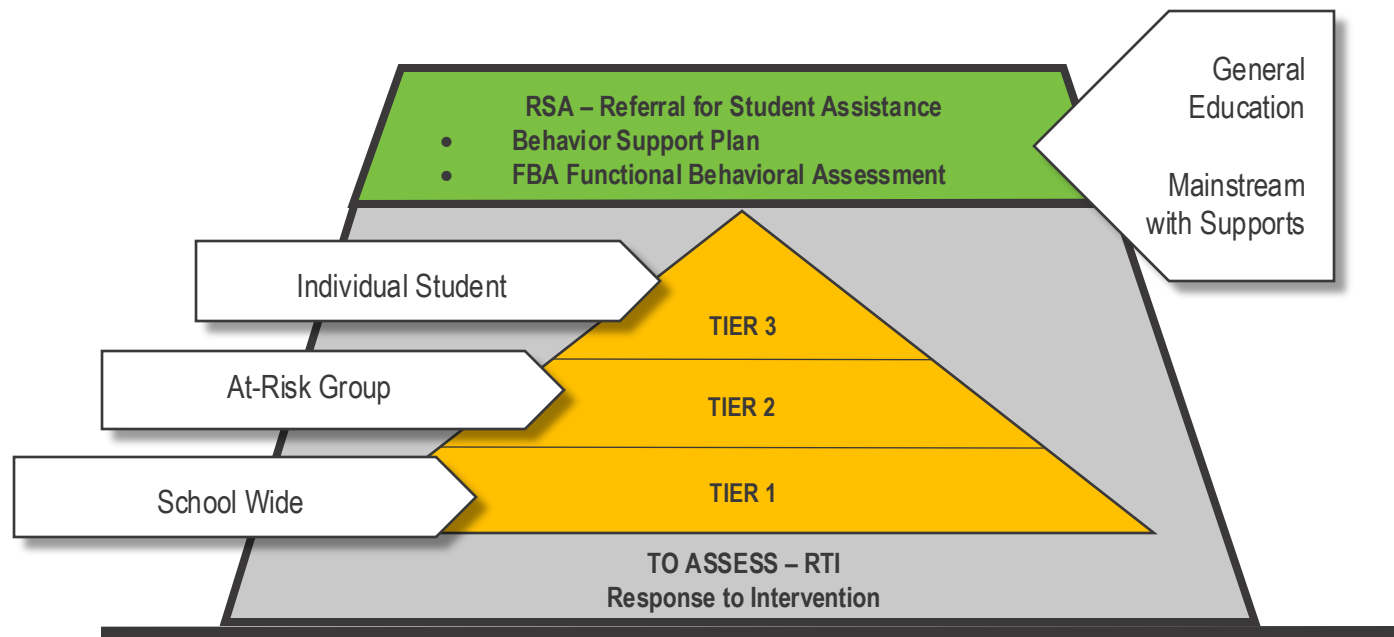 RSA – Referral for Student Assistance
• Behavior Support Plan
• FBA Functional Behavioral Assessment
General
Education
Mainstream
with Supports
Individual Student
TIER 3
At-Risk Group
TIER 2
School Wide
TIER 1
TO ASSESS – RTI
Response to Intervention